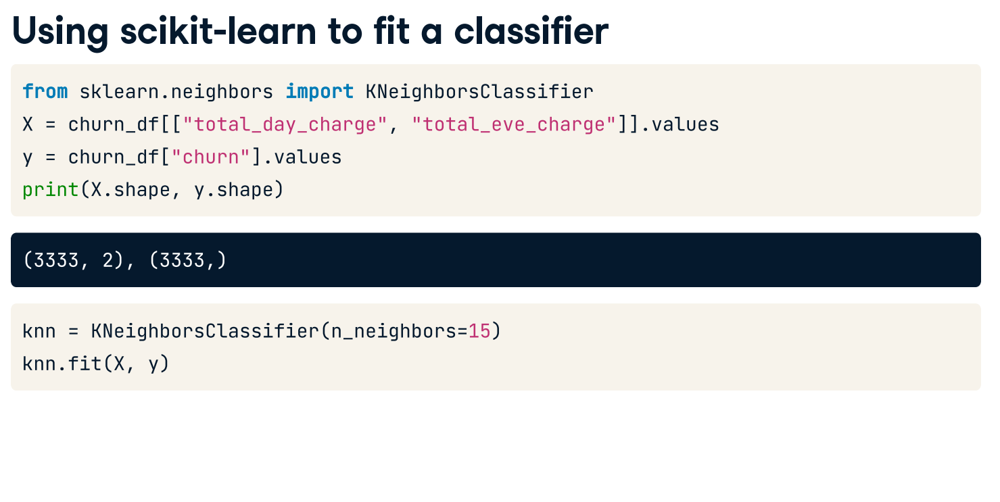 Using scikit-learn to fit a classifier
from sklearn.neighbors import KNeighborsClassifier
X = churn_df[["total_day_charge", "total_eve_charge"]].values
y = churn_df["churn"].values
print(X.shape, y.shape)
(3333, 2), (3333,)
knn = KNeighborsClassifier(n_neighbors=15)
knn.fit(X, y)